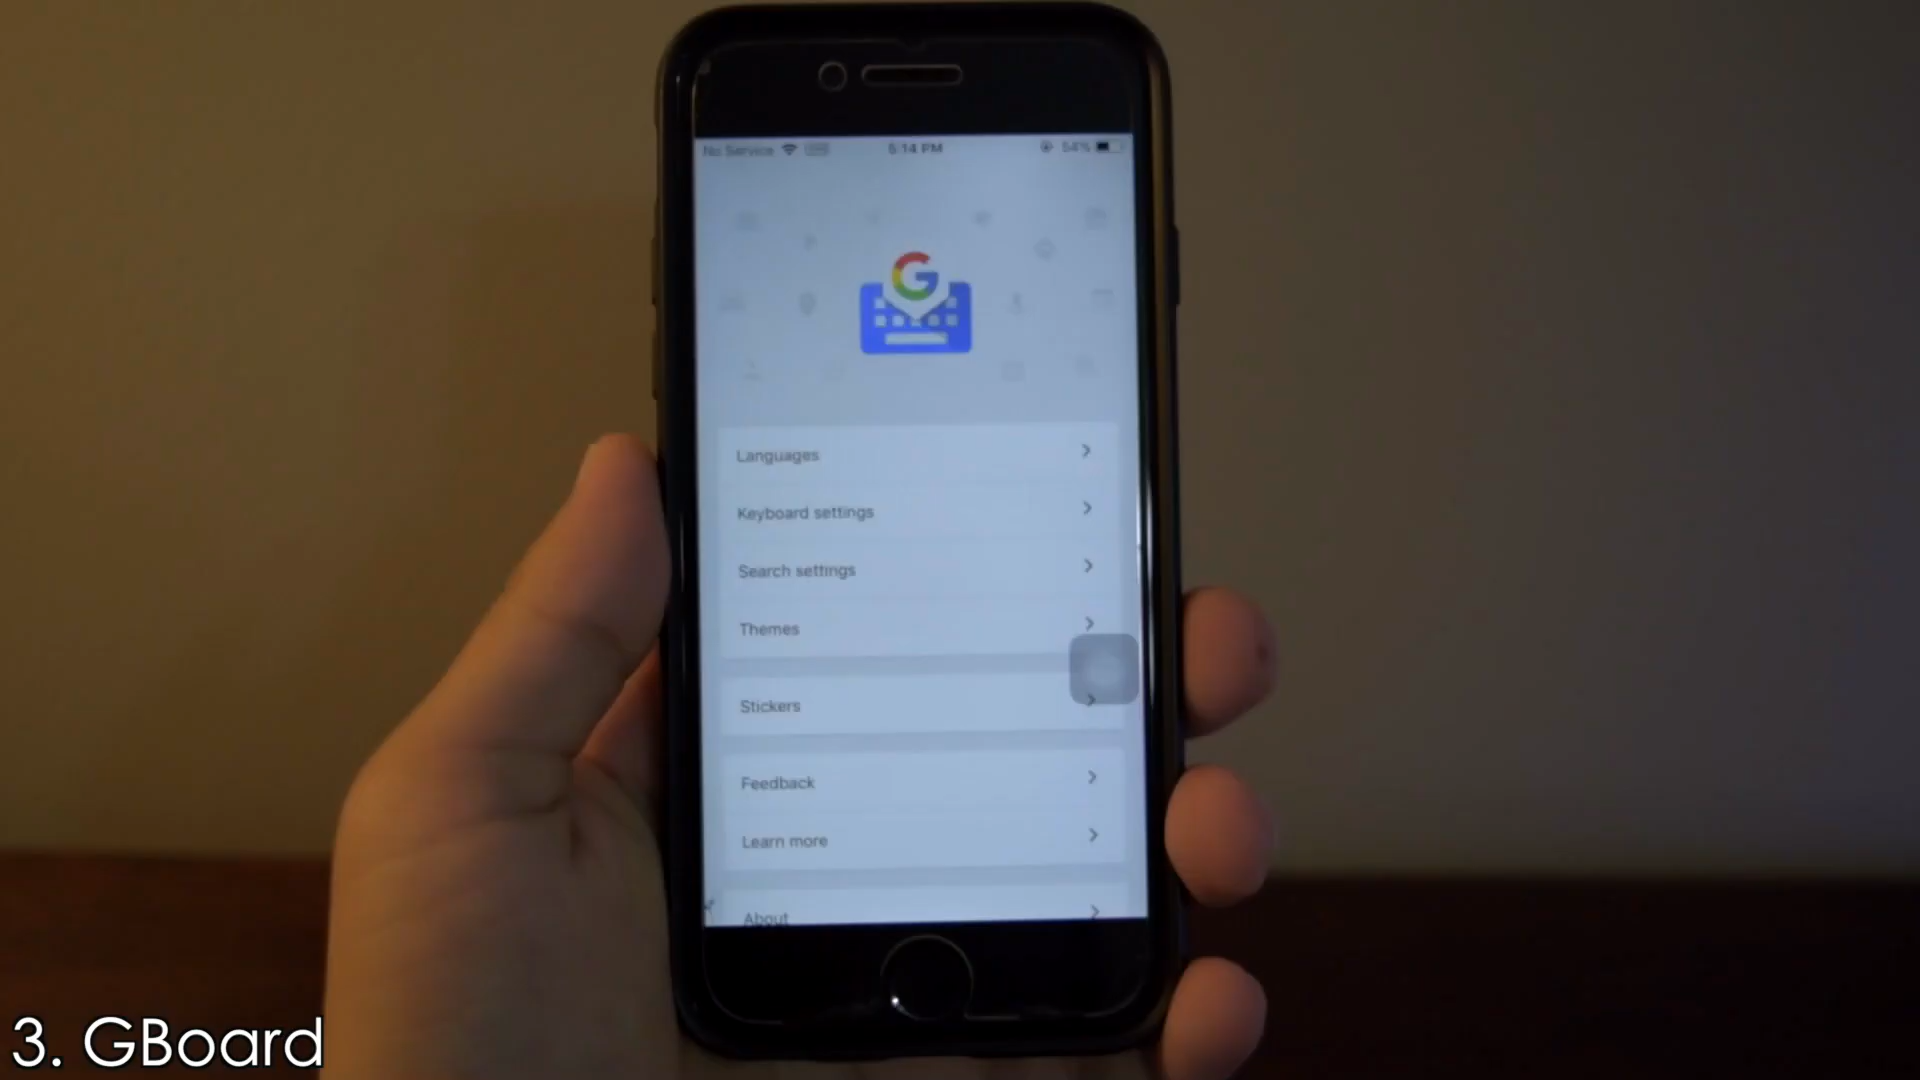 No Service 5:14 PM 54%
G
Languages
Keyboard settings
Search settings
Themes
Stickers
Feedback
Learn more
About
3. GBoard